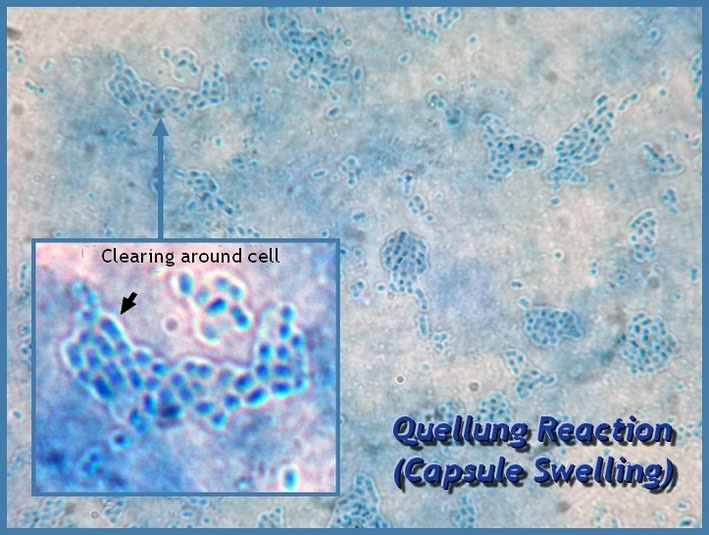 Clearing around cell
Quellung Reaction
(Capsule Swelling)